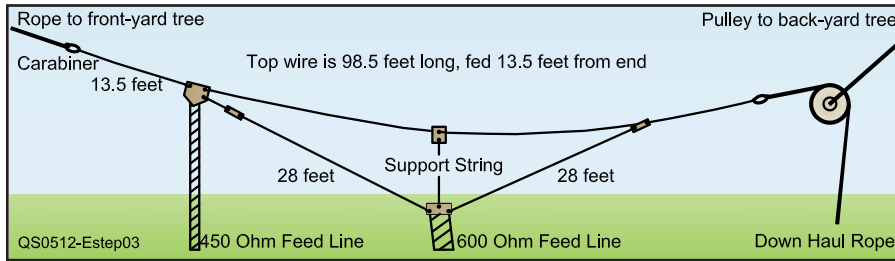 Rope to front-yard tree
Pulley to back-yard tree
Carabiner
Top wire is 98.5 feet long, fed 13.5 feet from end
13.5 feet
Support String
28 feet
28 feet
QS0512-Estep03
450 Ohm Feed Line
600 Ohm Feed Line
Down Haul Rope